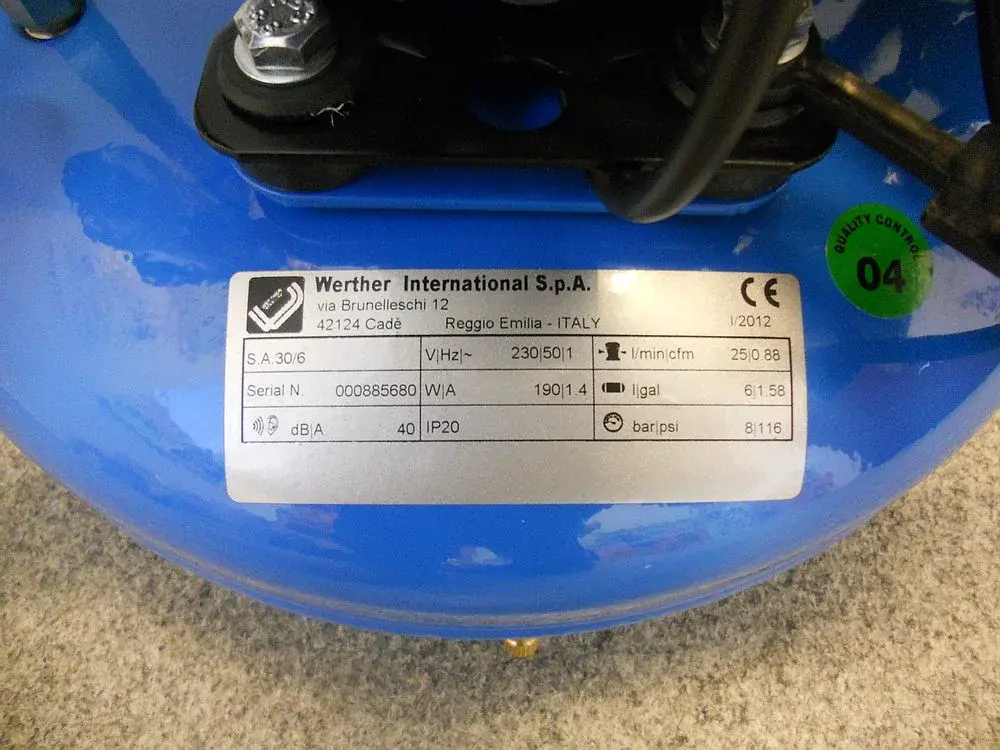 Werther International S.p.A.
via Brunelleschi 12
42124 Cadè Reggio Emilia - ITALY
CE
I/2012
S.A.30/6 V|Hz|~ 230|50|1 l/min|cfm 25|0.88
Serial N. 000885680 W|A 190|1.4 l|gal 6|1.58
dB|A 40 IP20 bar|psi 8|116
QUALITY CONTROL
04